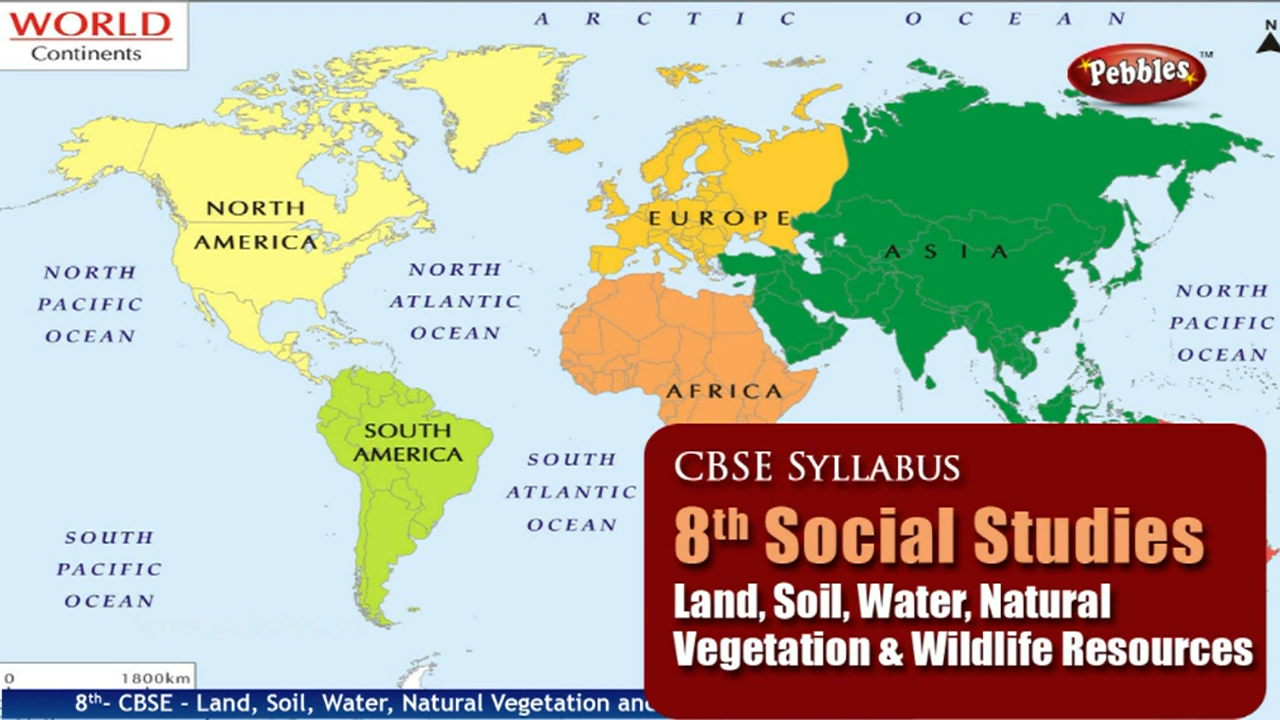 WORLD
Continents
ARCTIC OCEAN
N
Pebbles™
NORTH
AMERICA
EUROPE
ASIA
NORTH
PACIFIC
OCEAN
NORTH
ATLANTIC
OCEAN
NORTH
PACIFIC
OCEAN
AFRICA
SOUTH
AMERICA
SOUTH
ATLANTIC
OCEAN
SOUTH
PACIFIC
OCEAN
CBSE SYLLABUS
8th Social Studies
Land, Soil, Water, Natural
Vegetation & Wildlife Resources
0 1800km
8th- CBSE - Land, Soil, Water, Natural Vegetation and